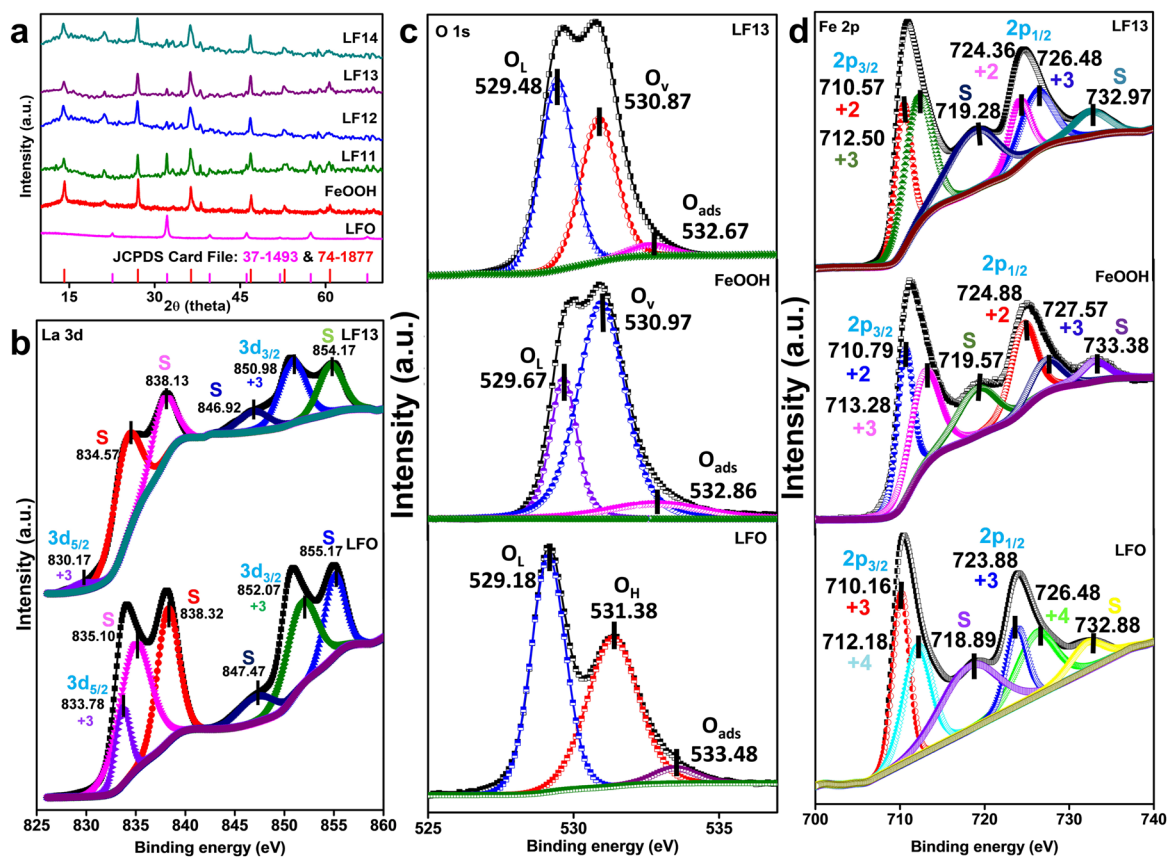 a
LF14
LF13
LF12
LF11
FeOOH
LFO
JCPDS Card File: 37-1493 & 74-1877
15 30 45 60
2θ (theta)
Intensity (a.u.)
b
La 3d
LF13
S
838.13
S
834.57
3d5/2
830.17
+3
S
846.92
3d3/2
850.98
+3
S
854.17
LFO
S
835.10
S
838.32
3d5/2
833.78
+3
S
847.47
3d3/2
852.07
+3
S
855.17
826 830 835 840 845 850 855 860
Binding energy (eV)
Intensity (a.u.)
c
O 1s
LF13
OL
529.48
Ov
530.87
Oads
532.67
FeOOH
OL
529.67
Ov
530.97
Oads
532.86
LFO
OL
529.18
OH
531.38
Oads
533.48
525 530 535
Binding energy (eV)
Intensity (a.u.)
d
Fe 2p
LF13
2p3/2
710.57
+2
712.50
+3
S
719.28
2p1/2
724.36
+2
726.48
+3
S
732.97
FeOOH
2p3/2
710.79
+2
713.28
+3
S
719.57
2p1/2
724.88
+2
727.57
+3
S
733.38
LFO
2p3/2
710.16
+3
712.18
+4
S
718.89
2p1/2
723.88
+3
726.48
+4
S
732.88
700 710 720 730 740
Binding energy (eV)
Intensity (a.u.)